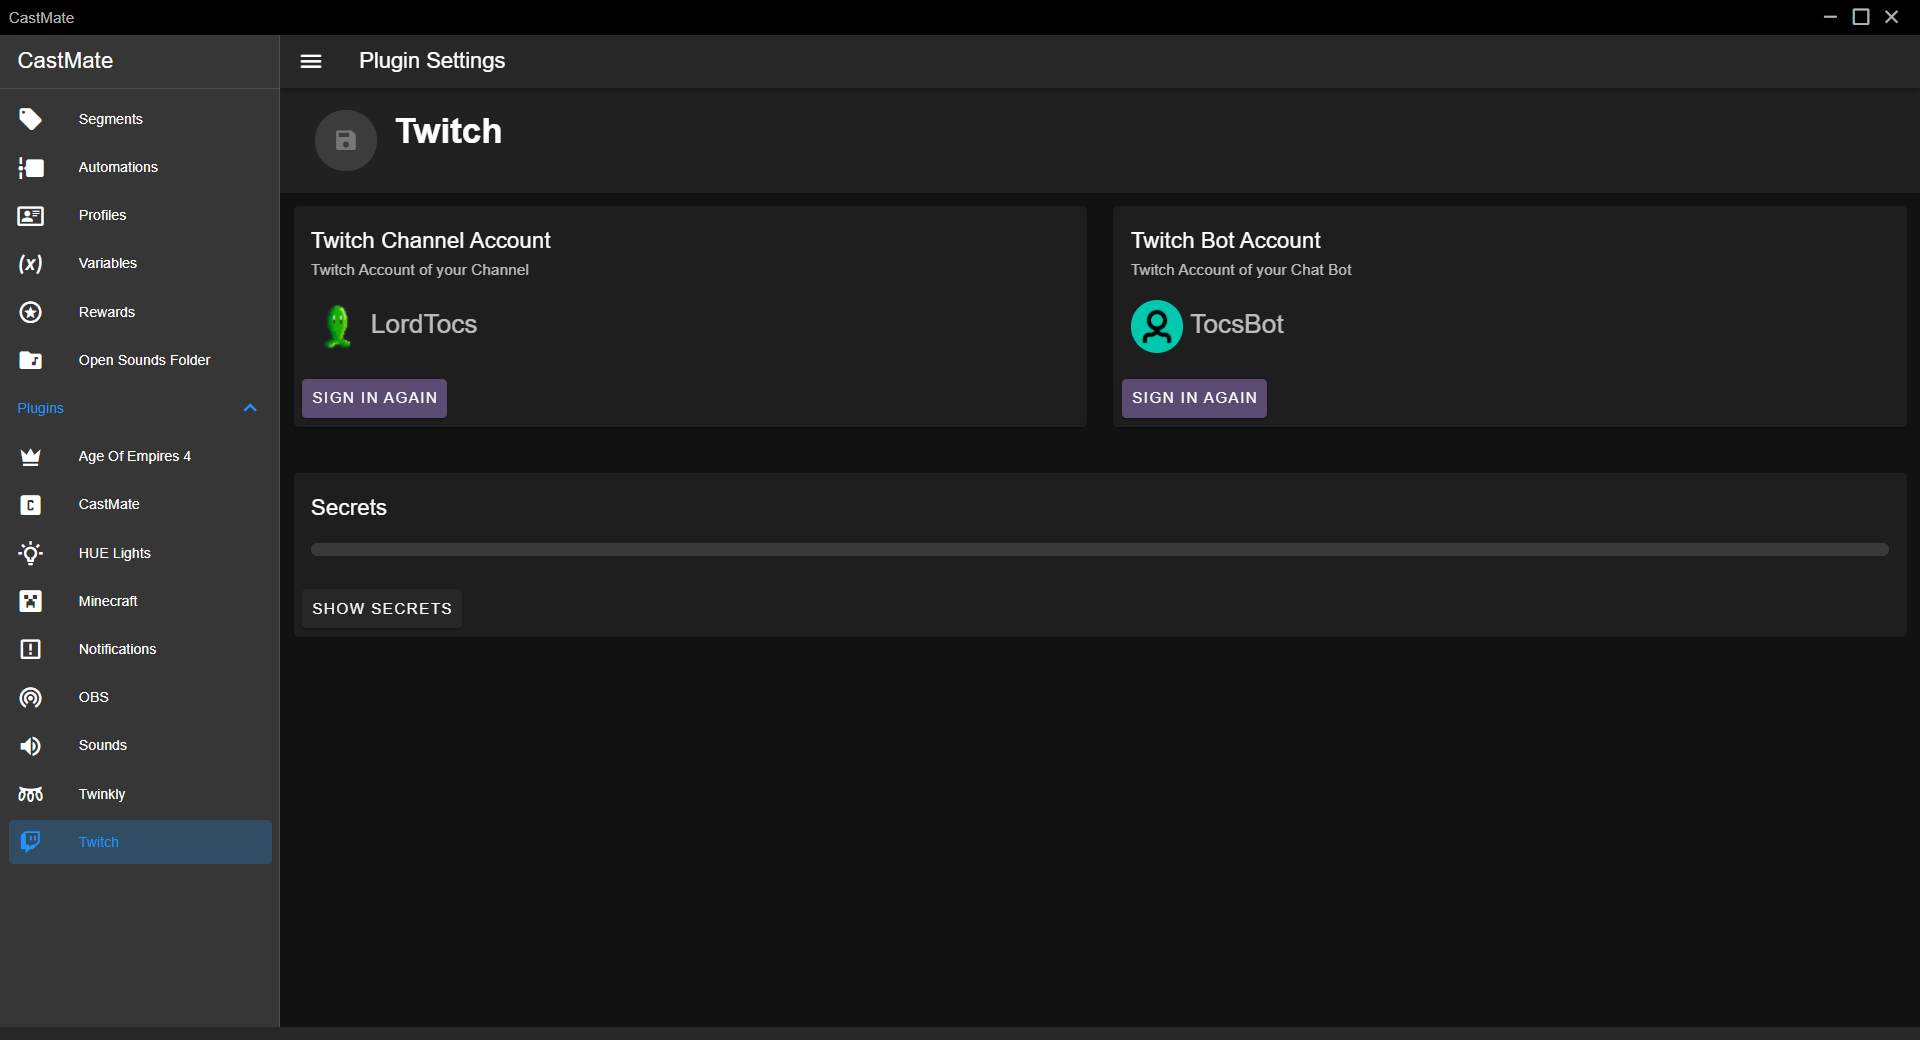 CastMate
CastMate
Plugin Settings
Segments
Automations
Profiles
Variables
Rewards
Open Sounds Folder
Plugins
Age Of Empires 4
CastMate
HUE Lights
Minecraft
Notifications
OBS
Sounds
Twinkly
Twitch
Twitch
Twitch Channel Account
Twitch Account of your Channel
LordTocs
SIGN IN AGAIN
Twitch Bot Account
Twitch Account of your Chat Bot
TocsBot
SIGN IN AGAIN
Secrets
SHOW SECRETS